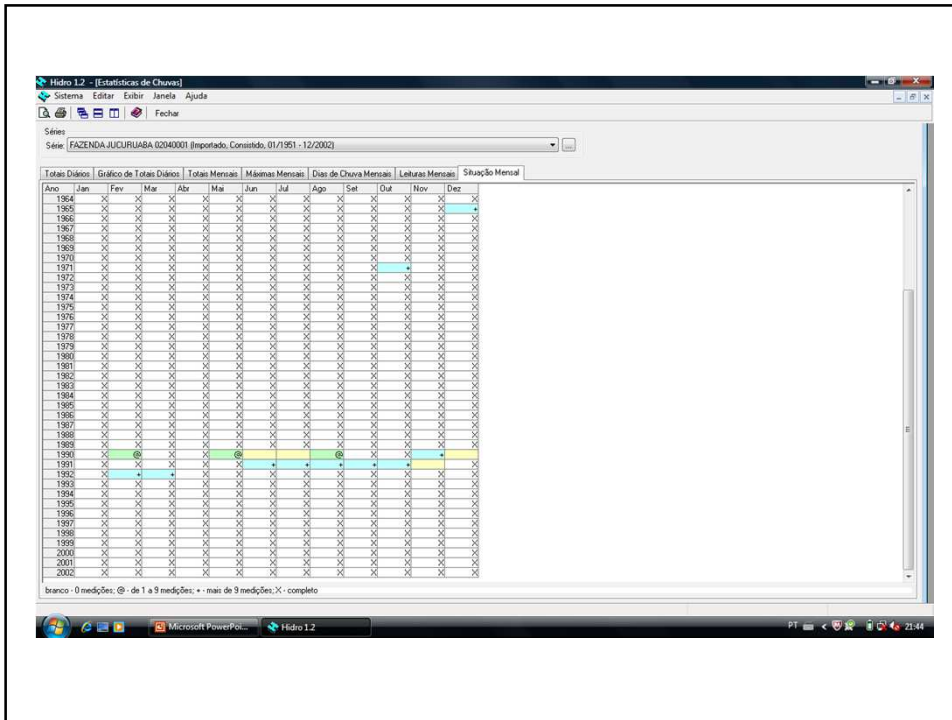 Hidro 1.2 - [Estatísticas de Chuvas]
Sistema Editar Exibir Janela Ajuda
Fechar
Séries
Série: FAZENDA JUCURUABA 02040001 (Importado, Consistido, 01/1951 - 12/2002)
Totais Diários Gráfico de Totais Diários Totais Mensais Máximas Mensais Dias de Chuva Mensais Leituras Mensais Situação Mensal
Ano Jan Fev Mar Abr Mai Jun Jul Ago Set Out Nov Dez
1964 X X X X X X X X X X X X
1965 X X X X X X X X X X X +
1966 X X X X X X X X X X X X
1967 X X X X X X X X X X X X
1968 X X X X X X X X X X X X
1969 X X X X X X X X X X X X
1970 X X X X X X X X X X X X
1971 X X X X X X X X X + X X
1972 X X X X X X X X X X X X
1973 X X X X X X X X X X X X
1974 X X X X X X X X X X X X
1975 X X X X X X X X X X X X
1976 X X X X X X X X X X X X
1977 X X X X X X X X X X X X
1978 X X X X X X X X X X X X
1979 X X X X X X X X X X X X
1980 X X X X X X X X X X X X
1981 X X X X X X X X X X X X
1982 X X X X X X X X X X X X
1983 X X X X X X X X X X X X
1984 X X X X X X X X X X X X
1985 X X X X X X X X X X X X
1986 X X X X X X X X X X X X
1987 X X X X X X X X X X X X
1988 X X X X X X X X X X X X
1989 X X X X X X X X X X X X
1990 X @ X X @ @ X X +
1991 X X X X X + + + + + X
1992 X + + X X X X X X X X X
1993 X X X X X X X X X X X X
1994 X X X X X X X X X X X X
1995 X X X X X X X X X X X X
1996 X X X X X X X X X X X X
1997 X X X X X X X X X X X X
1998 X X X X X X X X X X X X
1999 X X X X X X X X X X X X
2000 X X X X X X X X X X X X
2001 X X X X X X X X X X X X
2002 X X X X X X X X X X X X
branco - 0 medições; @ - de 1 a 9 medições; + - mais de 9 medições; X - completo
Microsoft PowerPoi... Hidro 1.2 PT 21:44